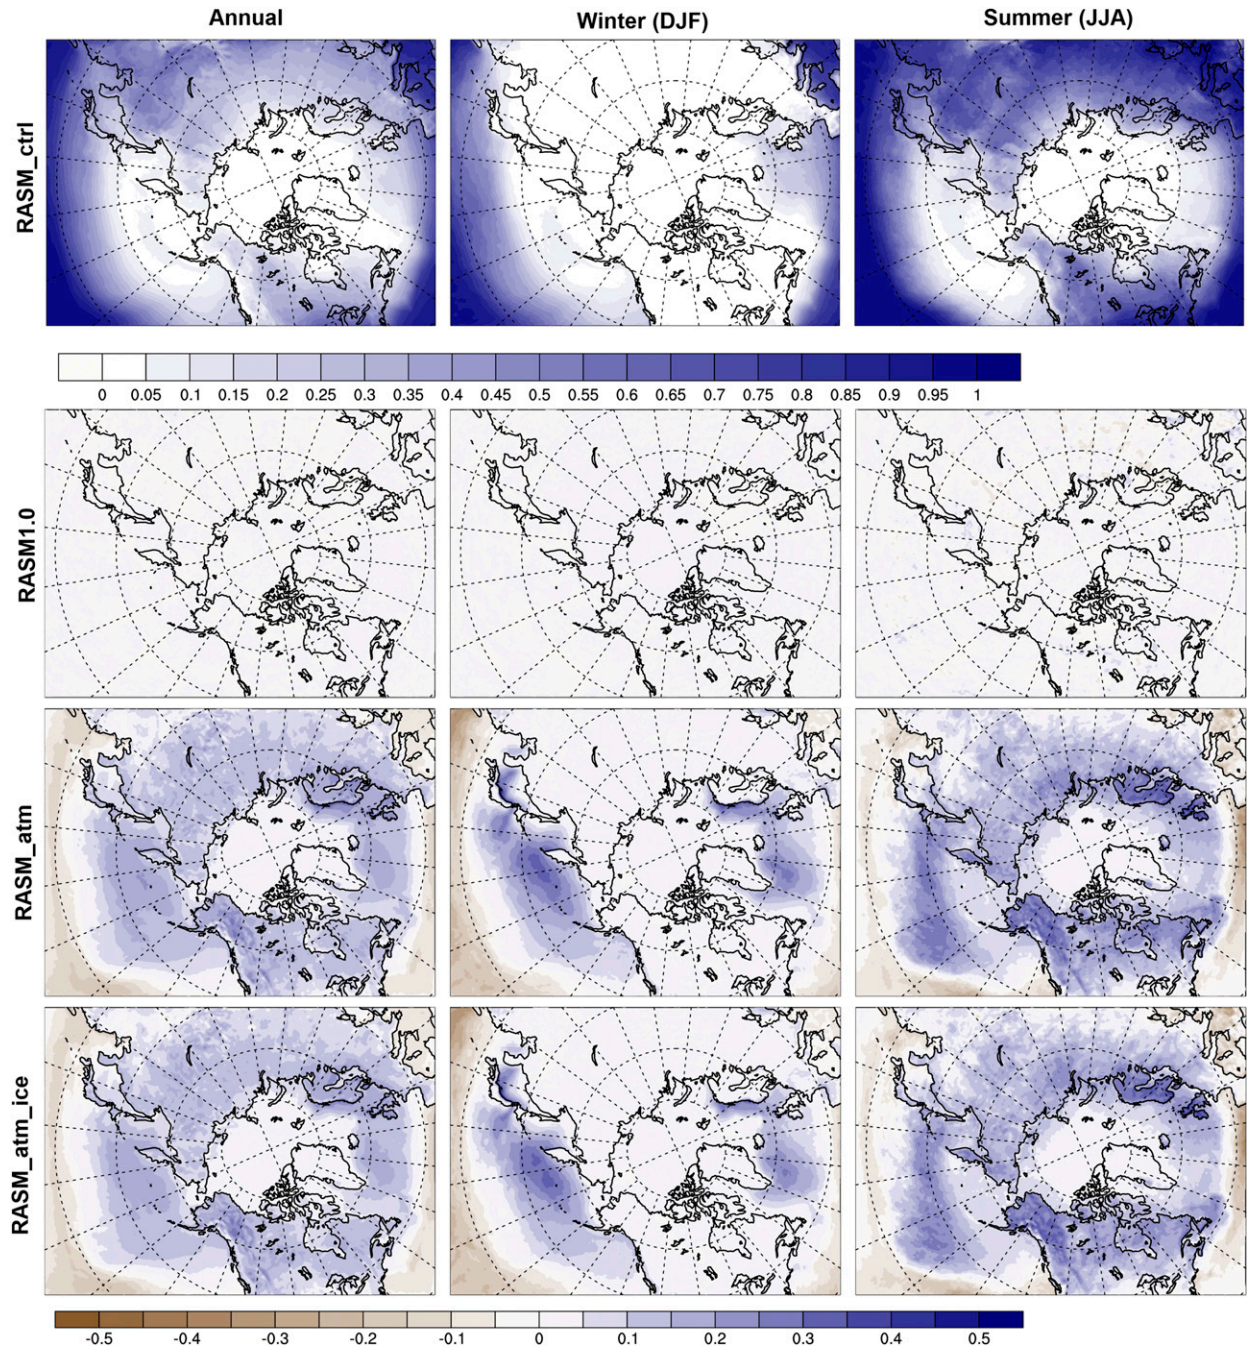 Annual Winter (DJF) Summer (JJA)
RASM_ctrl
0 0.05 0.1 0.15 0.2 0.25 0.3 0.35 0.4 0.45 0.5 0.55 0.6 0.65 0.7 0.75 0.8 0.85 0.9 0.95 1
RASM1.0
RASM_atm
RASM_atm_ice
-0.5 -0.4 -0.3 -0.2 -0.1 0 0.1 0.2 0.3 0.4 0.5